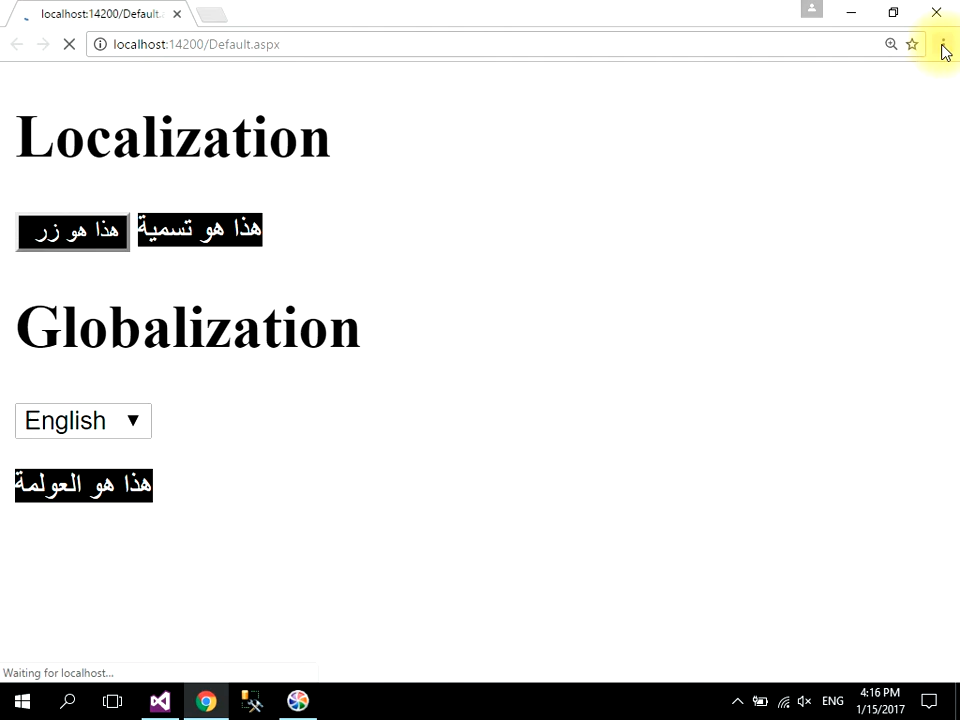 localhost:14200/Default.
localhost:14200/Default.aspx
Localization
هذا هو زر
هذا هو تسمية
Globalization
English
هذا هو العولمة
Waiting for localhost...
ENG
4:16 PM
1/15/2017